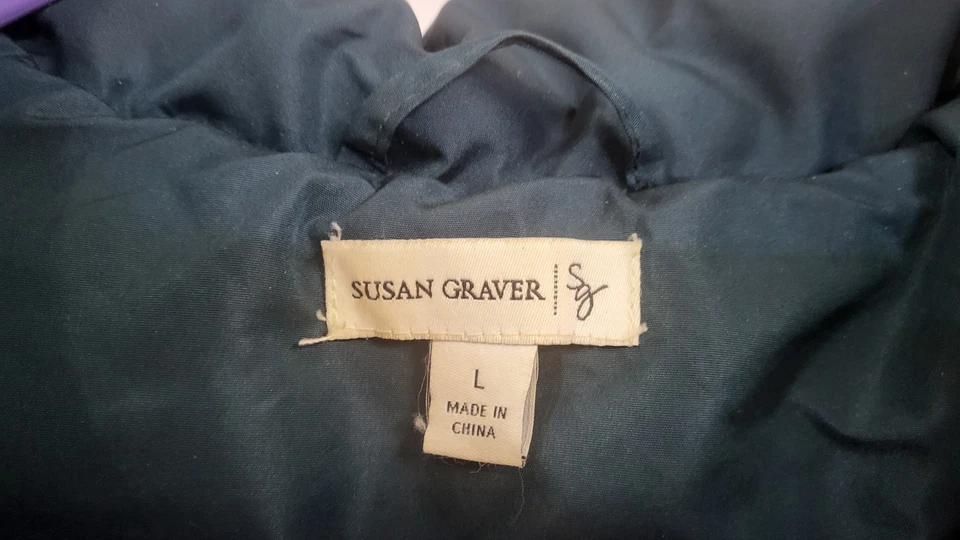 SUSAN GRAVER | Sg
L
MADE IN
CHINA